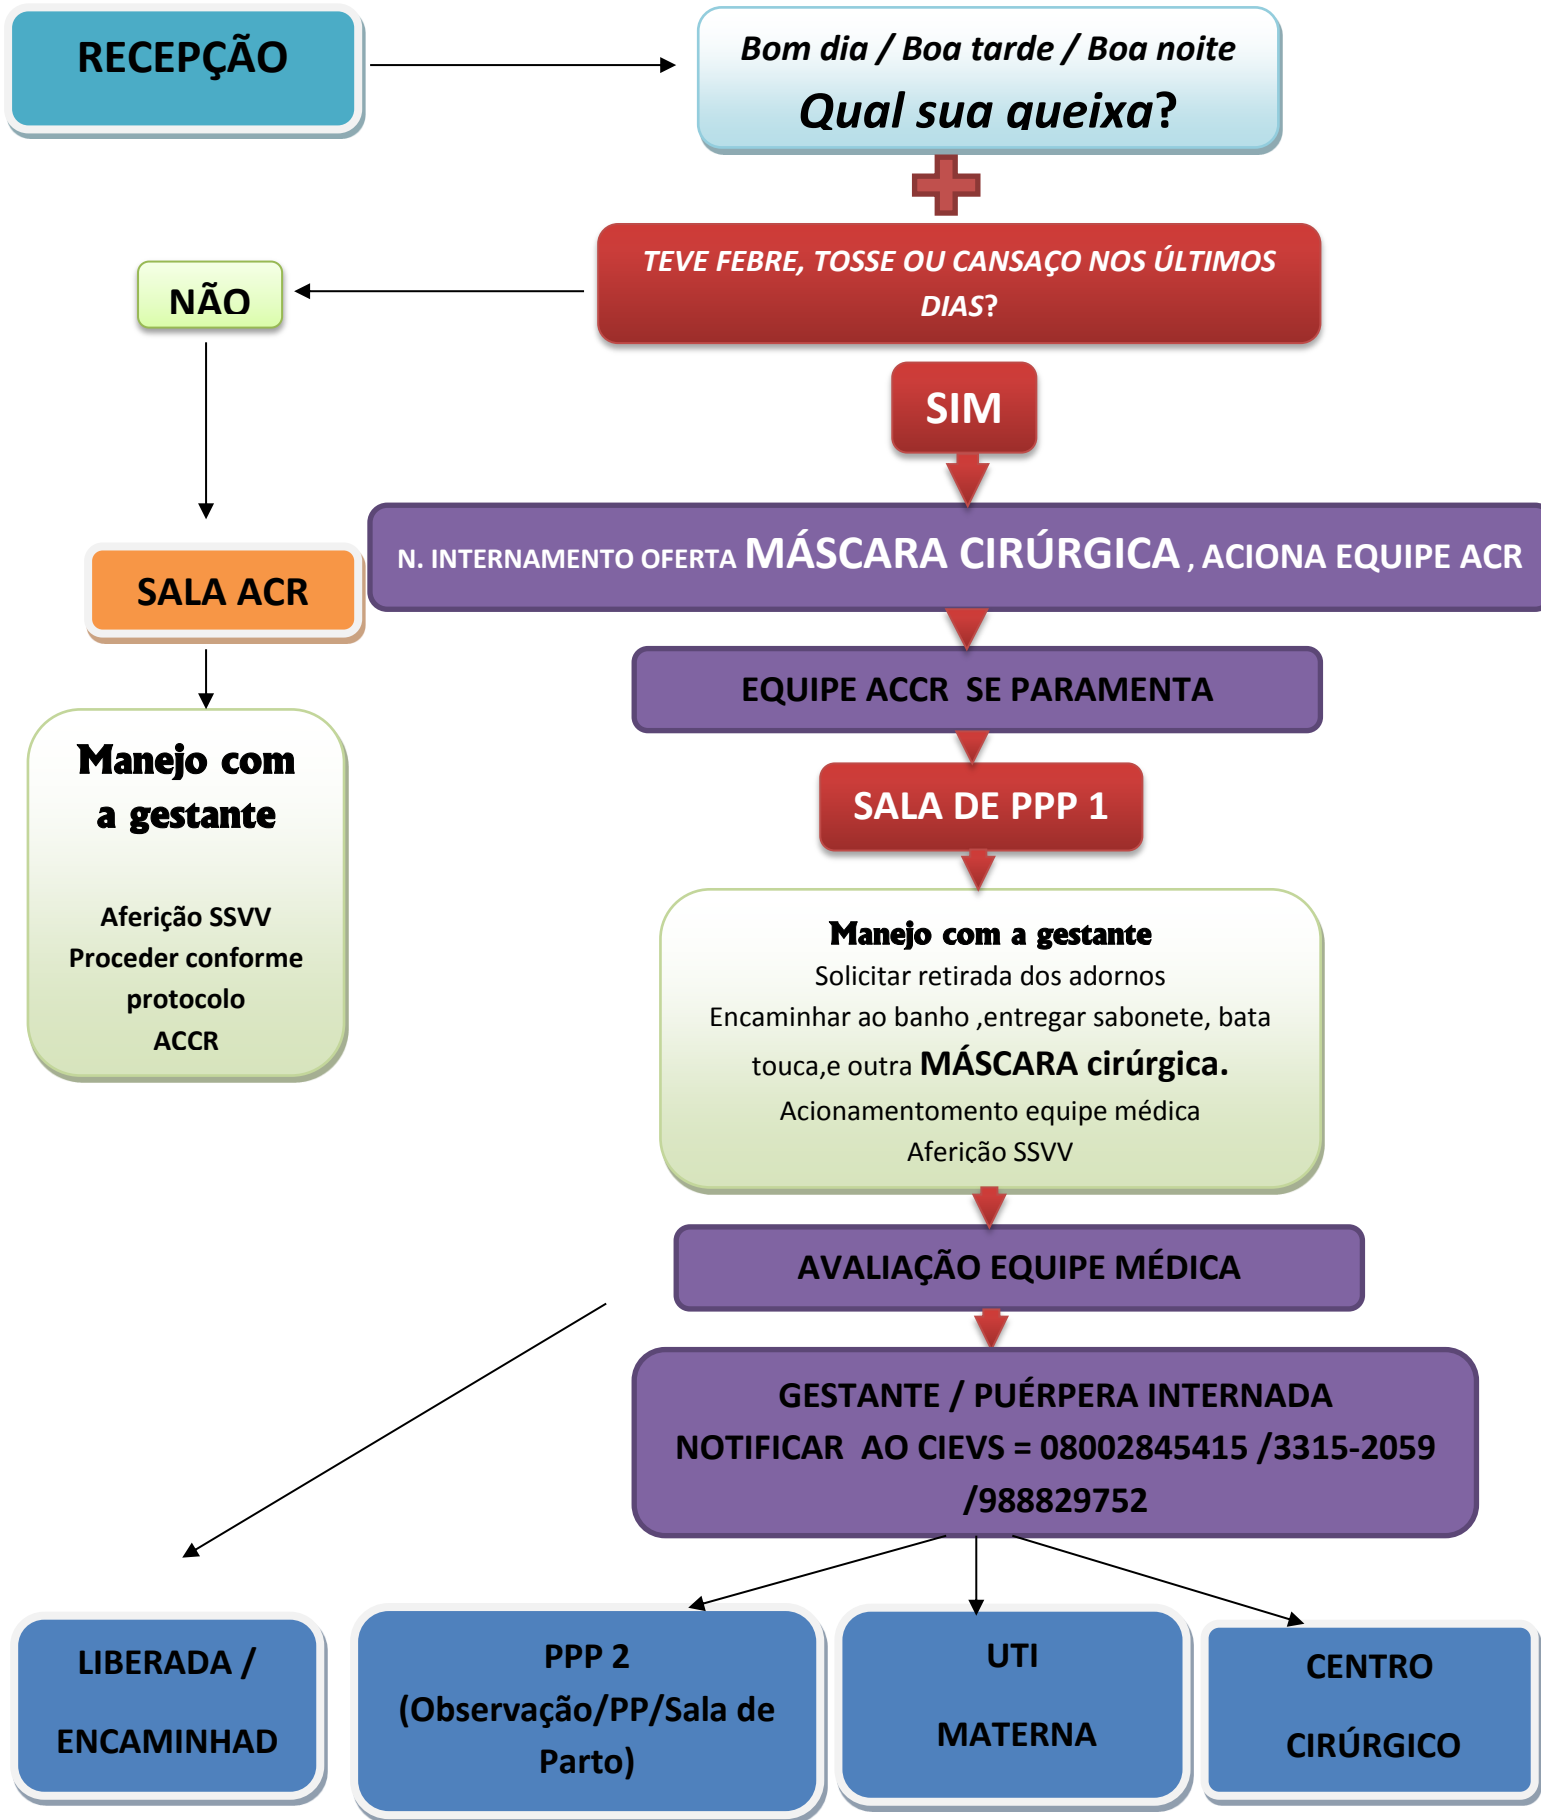 RECEPÇÃO
Bom dia / Boa tarde / Boa noite
Qual sua queixa?
TEVE FEBRE, TOSSE OU CANSAÇO NOS ÚLTIMOS
DIAS?
NÃO
SIM
N. INTERNAMENTO OFERTA MÁSCARA CIRÚRGICA , ACIONA EQUIPE ACR
SALA ACR
EQUIPE ACCR SE PARAMENTA
Manejo com
a gestante
Aferição SSVV
Proceder conforme
protocolo
ACCR
SALA DE PPP 1
Manejo com a gestante
Solicitar retirada dos adornos
Encaminhar ao banho ,entregar sabonete, bata
touca,e outra MÁSCARA cirúrgica.
Acionamentomento equipe médica
Aferição SSVV
AVALIAÇÃO EQUIPE MÉDICA
GESTANTE / PUÉRPERA INTERNADA
NOTIFICAR AO CIEVS = 08002845415 /3315-2059
/988829752
LIBERADA /
ENCAMINHAD
PPP 2
(Observação/PP/Sala de
Parto)
UTI
MATERNA
CENTRO
CIRÚRGICO